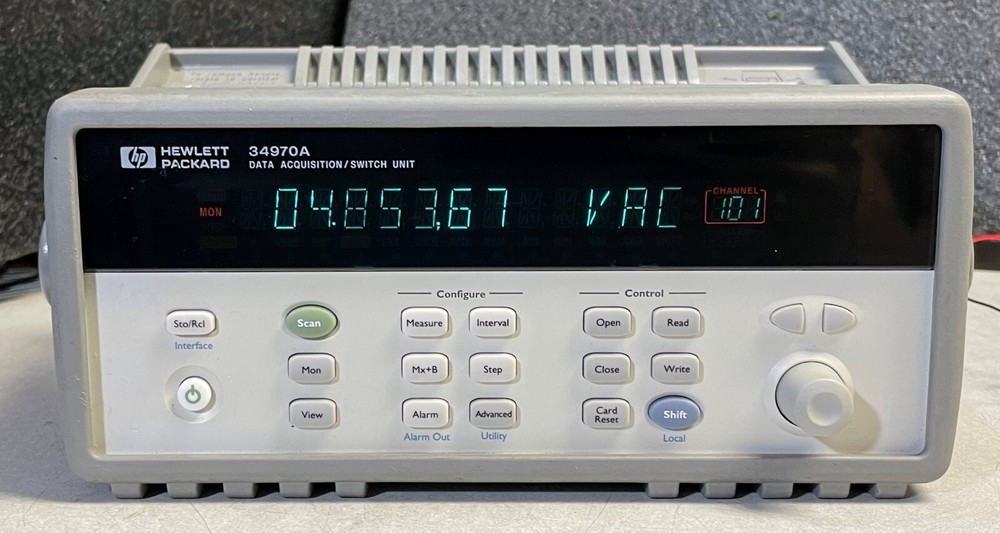 hp HEWLETT PACKARD
34970A
DATA ACQUISITION/SWITCH UNIT
MON
04.853,67 VAC
CHANNEL
101
Configure
Control
Sto/Rcl
Scan
Measure
Interval
Open
Read
Interface
Mon
Mx+B
Step
Close
Write
View
Alarm
Advanced
Card Reset
Shift
Alarm Out
Utility
Local